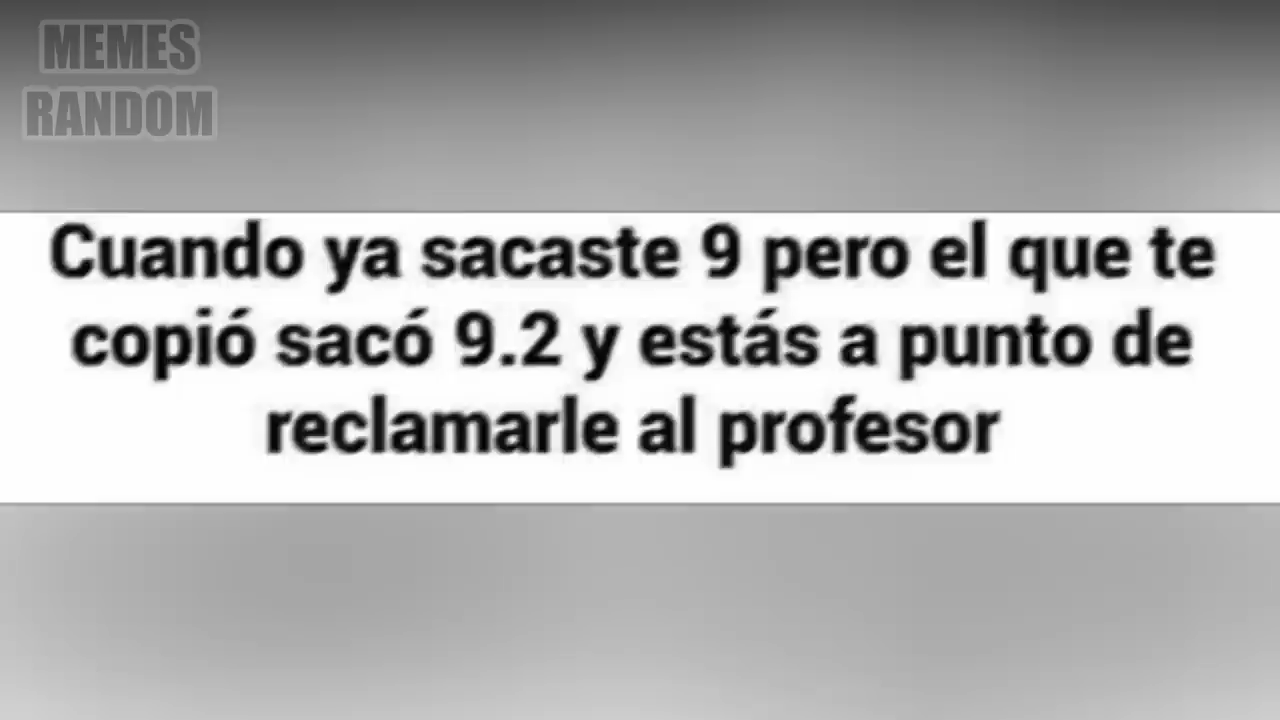 MEMES
RANDOM
Cuando ya sacaste 9 pero el que te
copió sacó 9.2 y estás a punto de
reclamarle al profesor